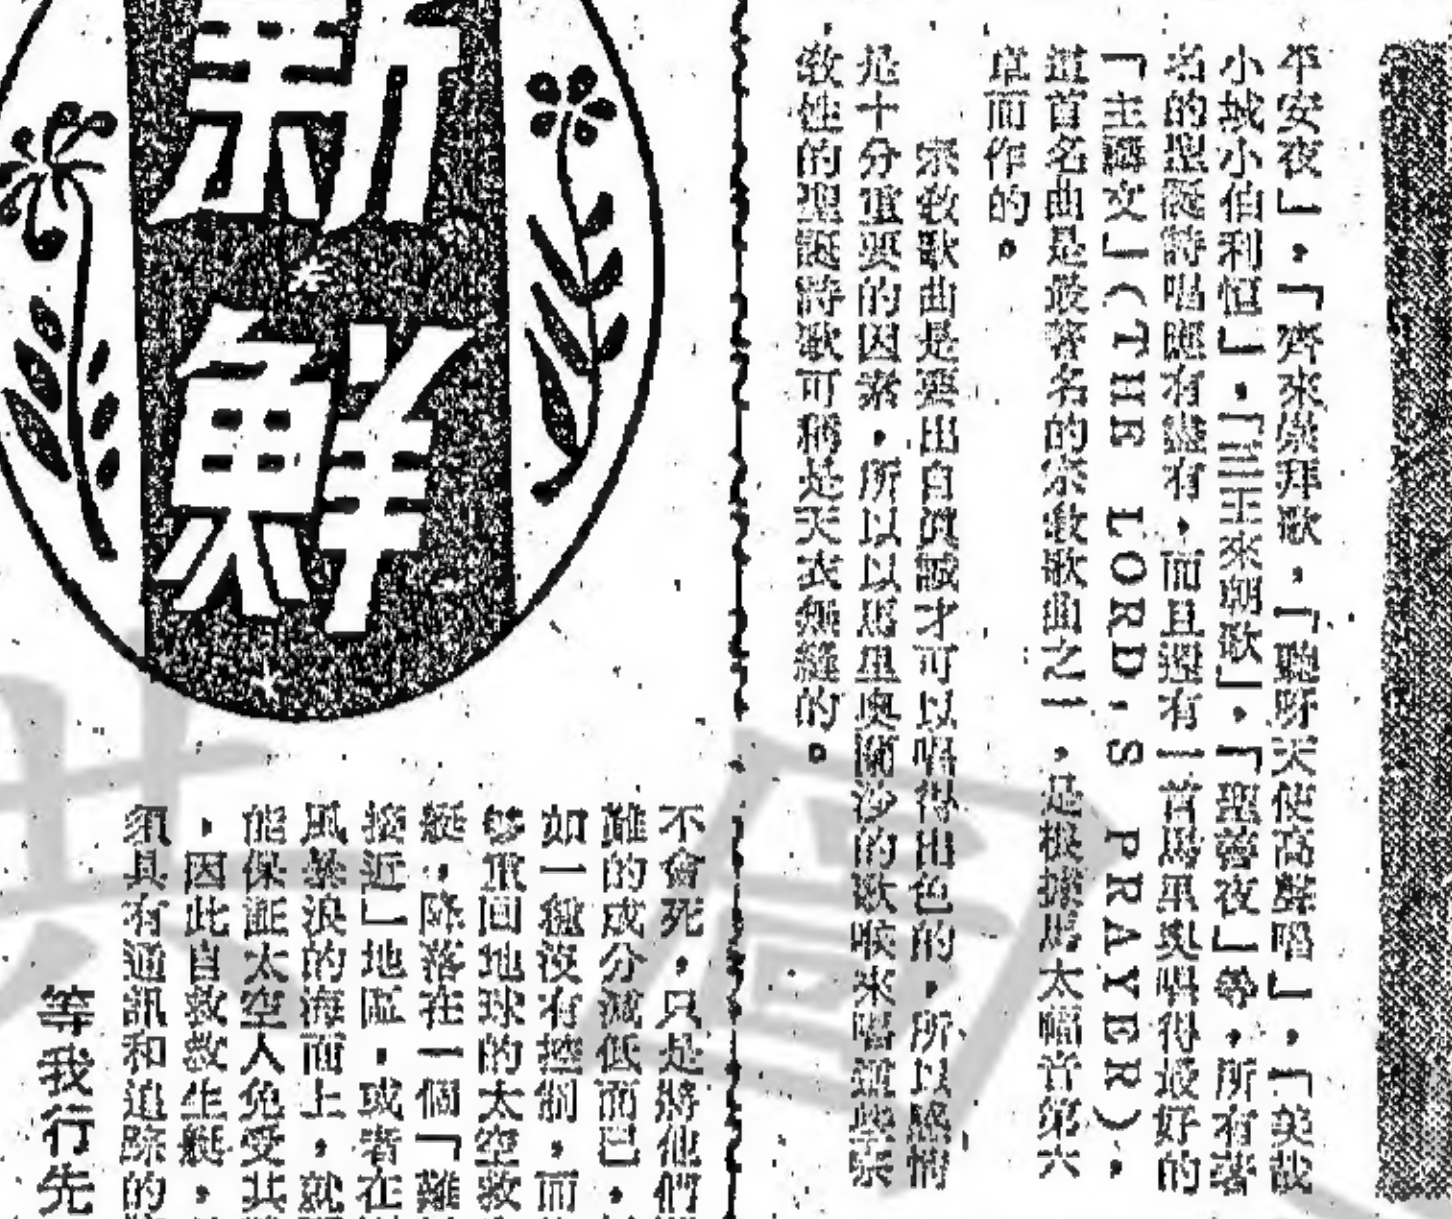 平安夜」，「齊來崇拜歌，「聽呀天使高聲唱」，「美哉
小城小伯利恒」，「三王來朝歌」，「聖善夜」等，所有著
名的聖誕詩唱應有盡有，而且還有一首馬里奧唱得最好的
「主禱文」（THE LORD'S PRAYER），
這首名曲是最著名的宗教歌曲之一，是根據馬太福音第六
章而作的。
宗教歌曲是要出自眞誠才可以唱得出色的，所以感情
是十分重要的因素，所以以馬里奧蘭沙的歌喉來唱這些宗
教性的聖誕詩歌可稱是天衣無縫的。
新鮮
不會死，只是將他們
難的成分減低而已，
如一種沒有控制，而
够重回地球的太空救
艇，降落在一個「難
接近」地區，或者在
風暴浪的海面上，就
能保証太空人免受其
，因此自救救生艇，
須具有通訊和追踪的
等我行先